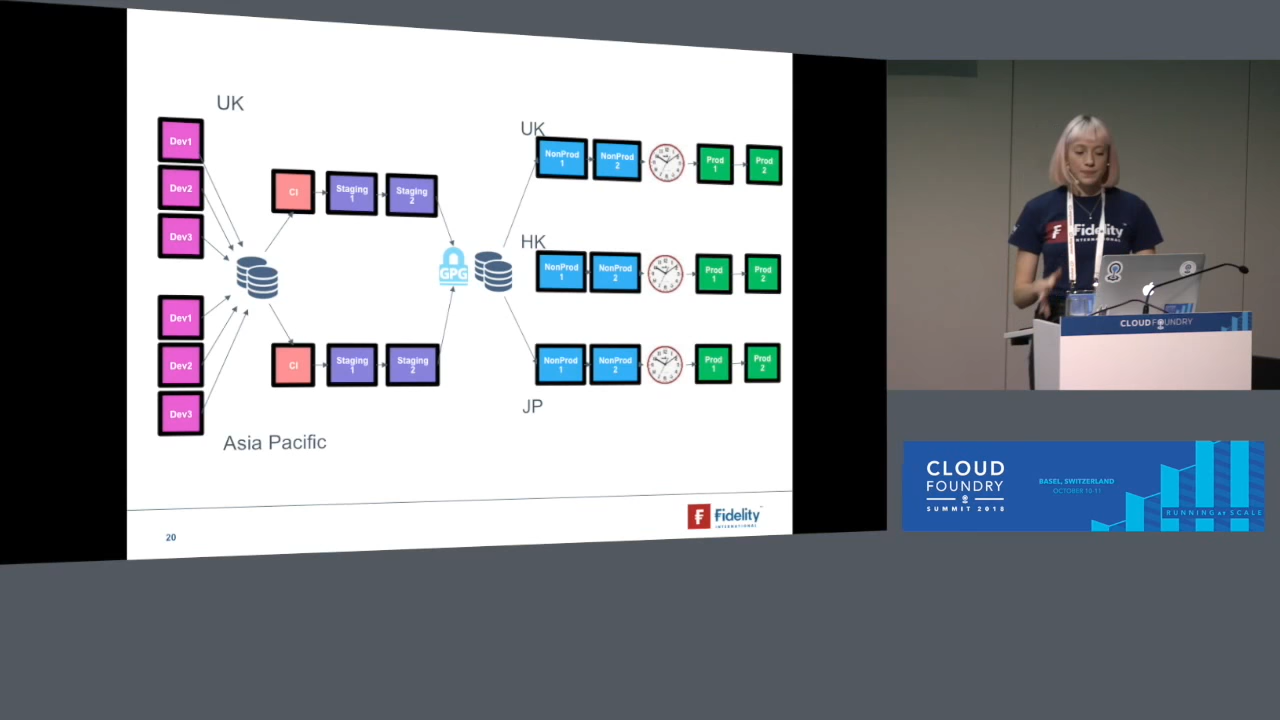 UK
Dev1
Dev2
Dev3
CI
Staging
1
Staging
2
Dev1
Dev2
Dev3
CI
Staging
1
Staging
2
Asia Pacific
GPG
UK
NonProd
1
NonProd
2
Prod
1
Prod
2
HK
NonProd
1
NonProd
2
Prod
1
Prod
2
NonProd
1
NonProd
2
Prod
1
Prod
2
JP
20
Fidelity
INTERNATIONAL
Fidelity
INTERNATIONAL
CLOUD FOUNDRY
CLOUD
FOUNDRY
SUMMIT 2018
BASEL, SWITZERLAND
OCTOBER 10-11
RUNNING AT SCALE